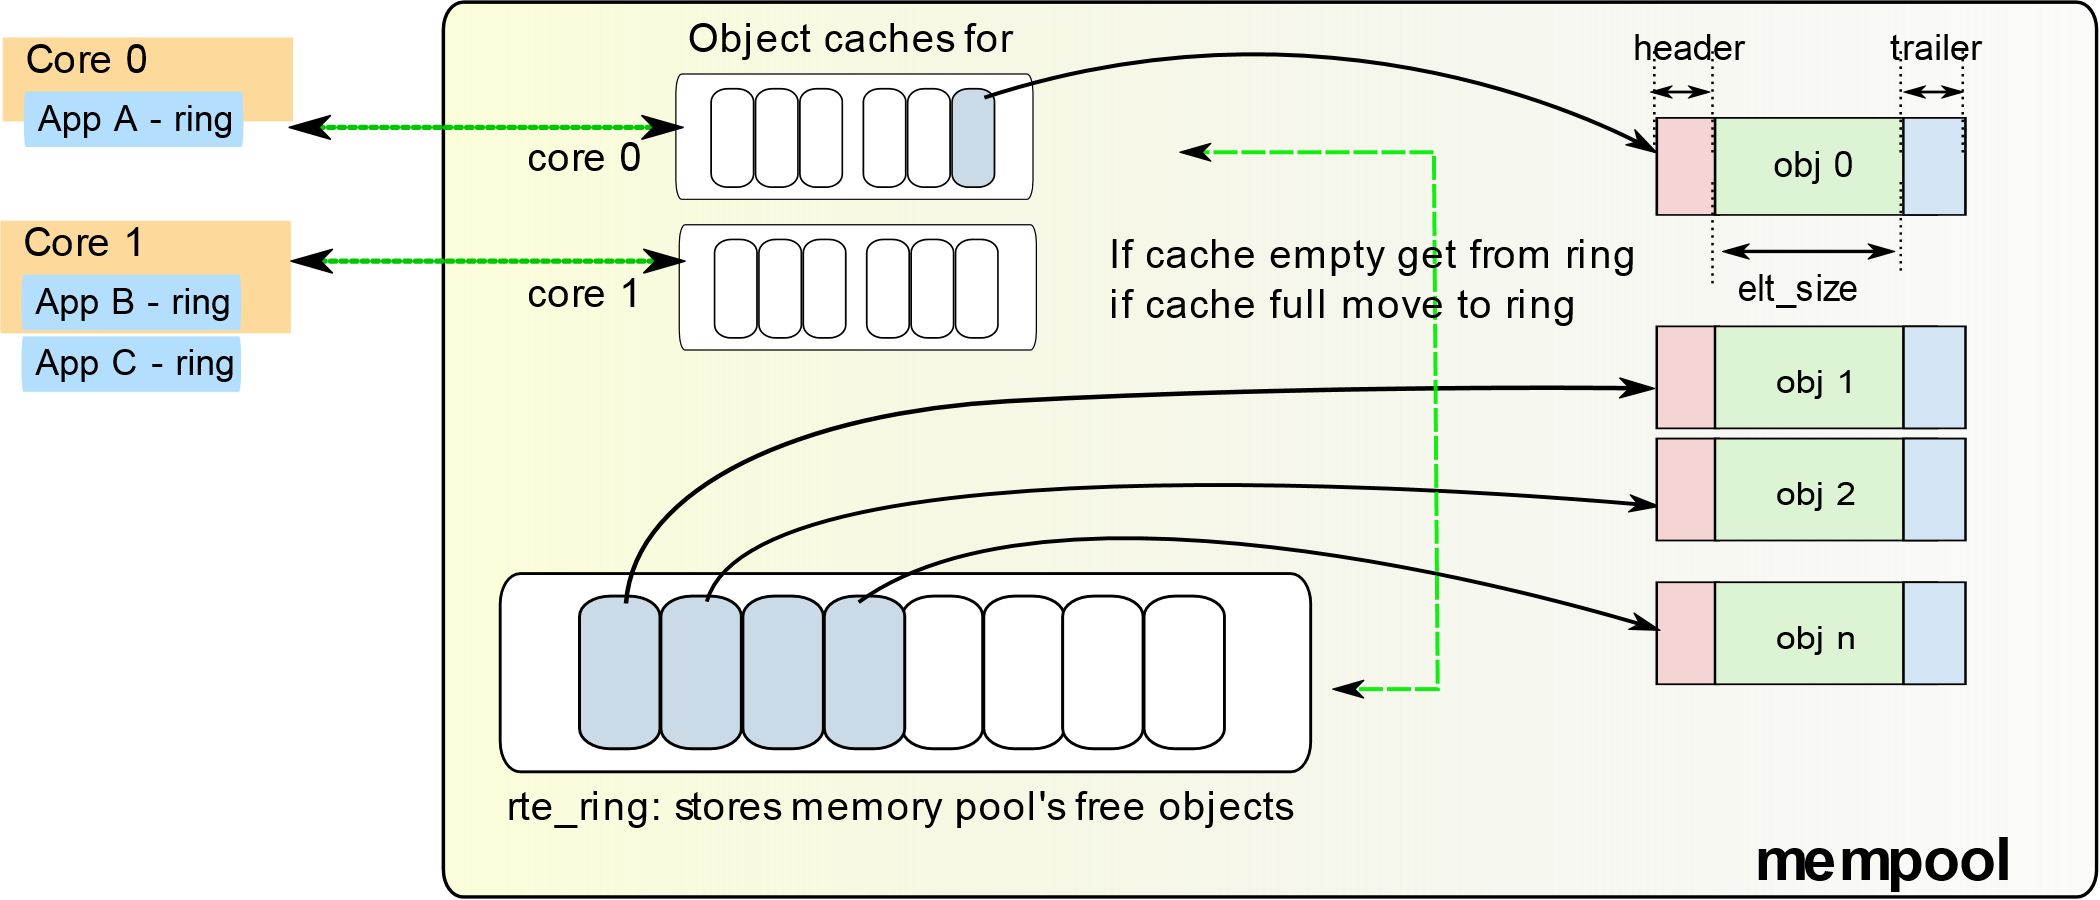 Core 0
App A - ring
Core 1
App B - ring
App C - ring
Object caches for
core 0
core 1
If cache empty get from ring
if cache full move to ring
header
trailer
obj 0
elt_size
obj 1
obj 2
obj n
rte_ring: stores memory pool's free objects
mempool